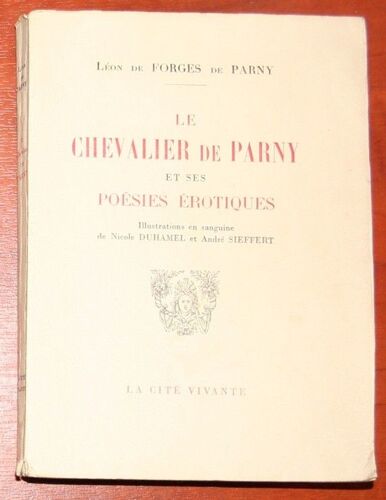 LÉON DE FORGES DE PARNY
LE
CHEVALIER DE PARNY
ET SES
POÉSIES ÉROTIQUES
Illustrations en sanguine
de Nicole DUHAMEL et André SIEFFERT
LA CITÉ VIVANTE